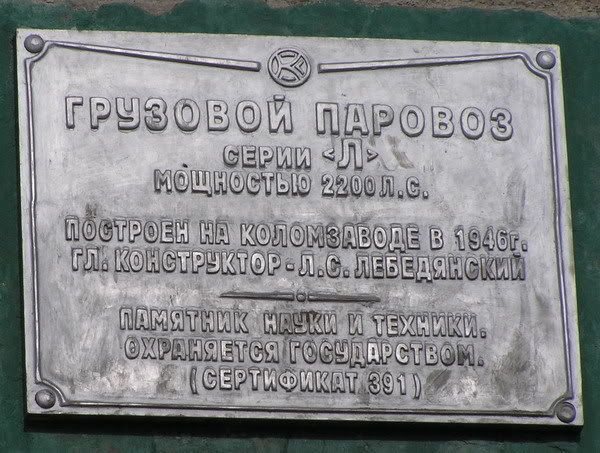 ГРУЗОВОЙ ПАРОВОЗ
СЕРИИ <Л>
МОЩНОСТЬЮ 2200 Л.С.
ПОСТРОЕН НА КОЛОМЗАВОДЕ В 1946г.
ГЛ. КОНСТРУКТОР - Л.С. ЛЕБЕДЯНСКИЙ
ПАМЯТНИК НАУКИ И ТЕХНИКИ.
ОХРАНЯЕТСЯ ГОСУДАРСТВОМ.
(СЕРТИФИКАТ 391)